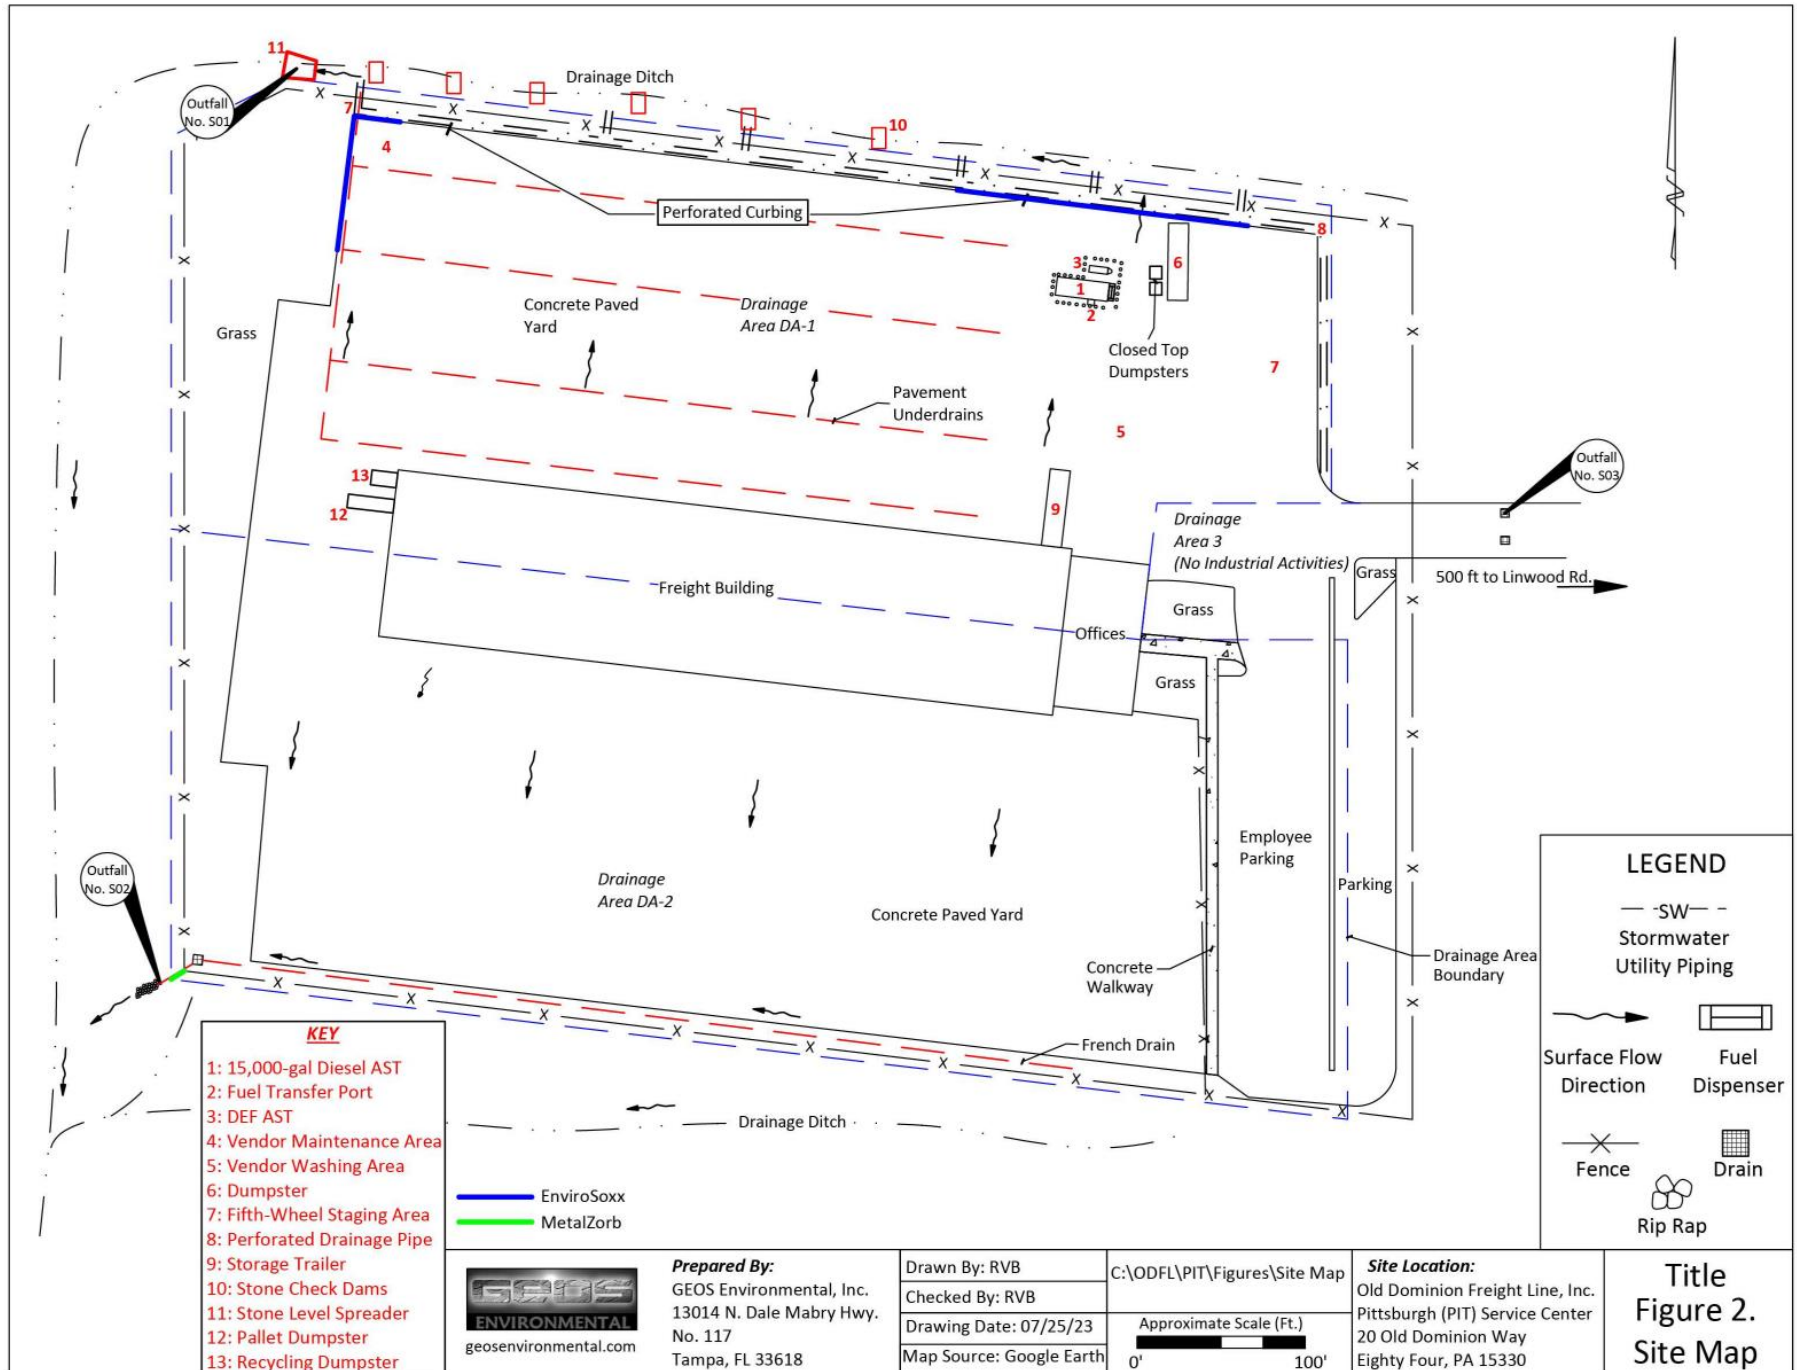 11
Drainage Ditch
Outfall
No. S01
7
10
4
Perforated Curbing
8
3
6
1
2
Concrete Paved
Yard
Drainage
Area DA-1
Grass
Closed Top
Dumpsters
7
Pavement
Underdrains
5
Outfall
No. S03
13
12
9
Drainage
Area 3
(No Industrial Activities)
Grass
500 ft to Linwood Rd.
Freight Building
Grass
Offices
Grass
Employee
Parking
Parking
Outfall
No. S02
Drainage
Area DA-2
Concrete Paved Yard
Concrete
Walkway
Drainage Area
Boundary
French Drain
Drainage Ditch
LEGEND
SW
Stormwater
Utility Piping
Surface Flow
Direction
Fuel
Dispenser
Fence
Drain
Rip Rap
KEY
1: 15,000-gal Diesel AST
2: Fuel Transfer Port
3: DEF AST
4: Vendor Maintenance Area
5: Vendor Washing Area
6: Dumpster
7: Fifth-Wheel Staging Area
8: Perforated Drainage Pipe
9: Storage Trailer
10: Stone Check Dams
11: Stone Level Spreader
12: Pallet Dumpster
13: Recycling Dumpster
EnviroSoxx
MetalZorb
GEOS
ENVIRONMENTAL
geosenvironmental.com
Prepared By:
GEOS Environmental, Inc.
13014 N. Dale Mabry Hwy.
No. 117
Tampa, FL 33618
Drawn By: RVB
Checked By: RVB
Drawing Date: 07/25/23
Map Source: Google Earth
C:\ODFL\PIT\Figures\Site Map
Approximate Scale (Ft.)
0' 100'
Site Location:
Old Dominion Freight Line, Inc.
Pittsburgh (PIT) Service Center
20 Old Dominion Way
Eighty Four, PA 15330
Title
Figure 2.
Site Map